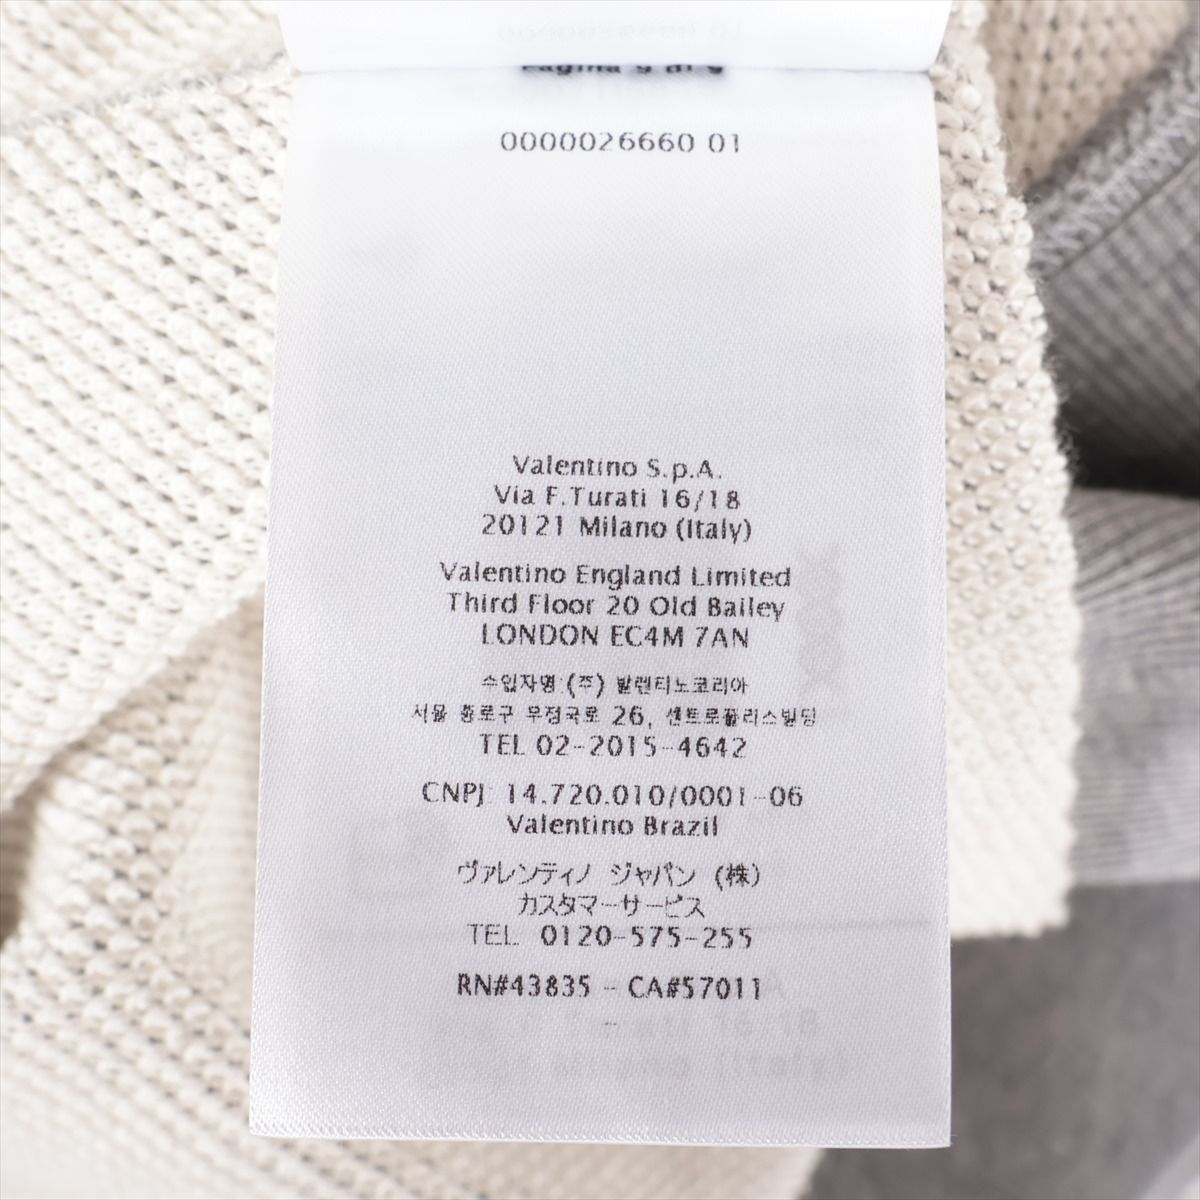 Pagina 9 di 9
0000026660 01
Valentino S.p.A.
Via F.Turati 16/18
20121 Milano (Italy)
Valentino England Limited
Third Floor 20 Old Bailey
LONDON EC4M 7AN
수입자명:(주) 발렌티노코리아
서울 종로구 우정국로 26, 센트로폴리스빌딩
TEL 02-2015-4642
CNPJ: 14.720.010/0001-06
Valentino Brazil
ヴァレンティノ ジャパン (株)
カスタマーサービス
TEL 0120-575-255
RN#43835 - CA#57011
-